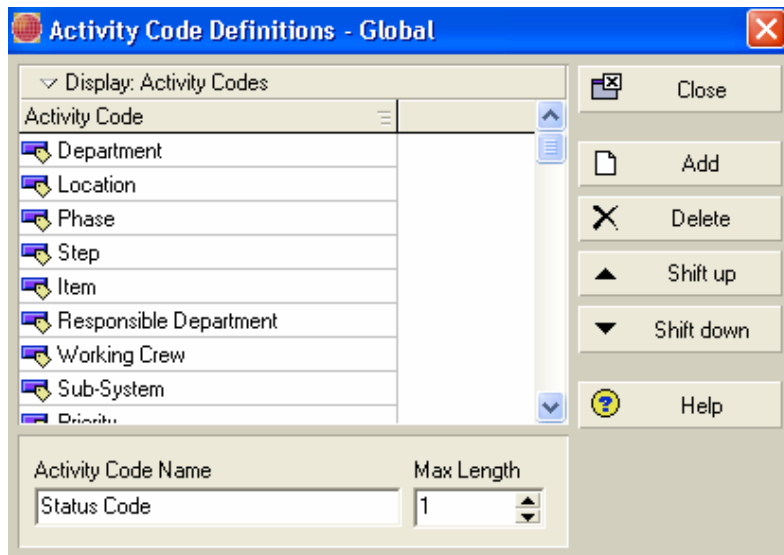 Activity Code Definitions - Global
Display: Activity Codes
Activity Code
Department
Location
Phase
Step
Item
Responsible Department
Working Crew
Sub-System
Priority
Activity Code Name
Max Length
Status Code
1
Close
Add
Delete
Shift up
Shift down
Help